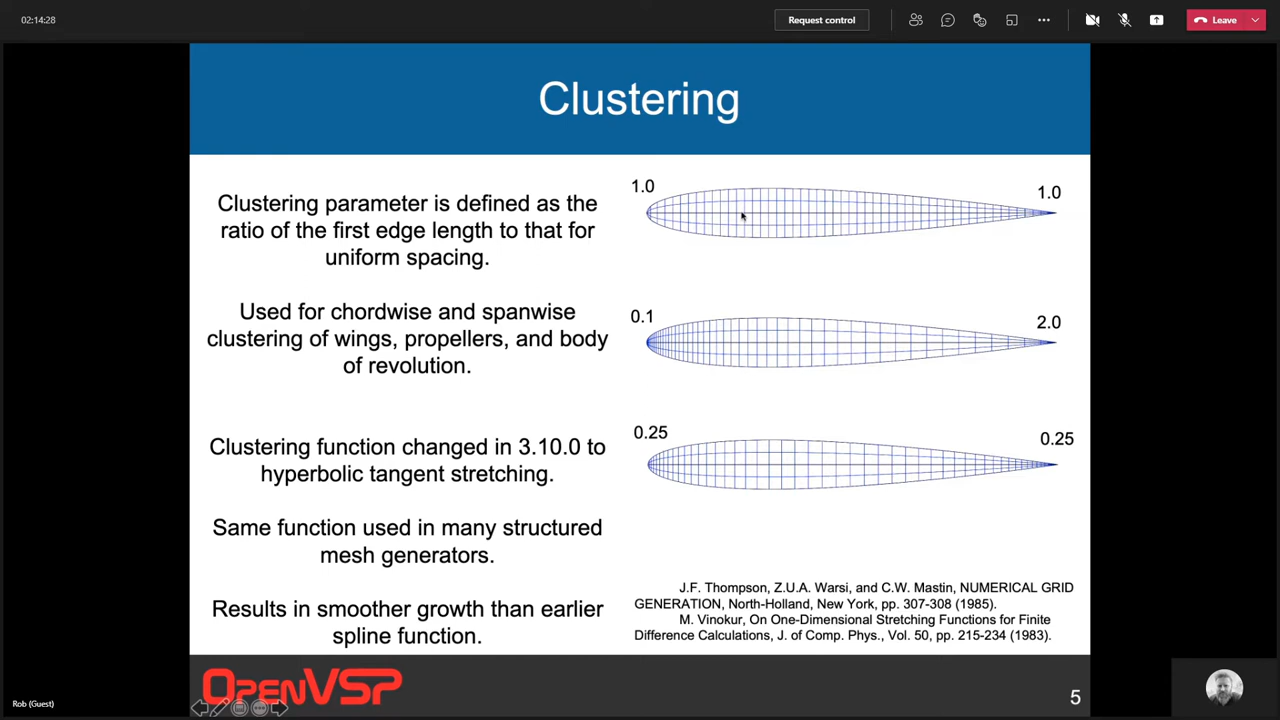 02:14:28
Request control
Leave
Clustering
Clustering parameter is defined as the
ratio of the first edge length to that for
uniform spacing.
Used for chordwise and spanwise
clustering of wings, propellers, and body
of revolution.
Clustering function changed in 3.10.0 to
hyperbolic tangent stretching.
Same function used in many structured
mesh generators.
Results in smoother growth than earlier
spline function.
1.0
1.0
0.1
2.0
0.25
0.25
J.F. Thompson, Z.U.A. Warsi, and C.W. Mastin, NUMERICAL GRID
GENERATION, North-Holland, New York, pp. 307-308 (1985).
M. Vinokur, On One-Dimensional Stretching Functions for Finite
Difference Calculations, J. of Comp. Phys., Vol. 50, pp. 215-234 (1983).
OPENVSP
5
Rob (Guest)